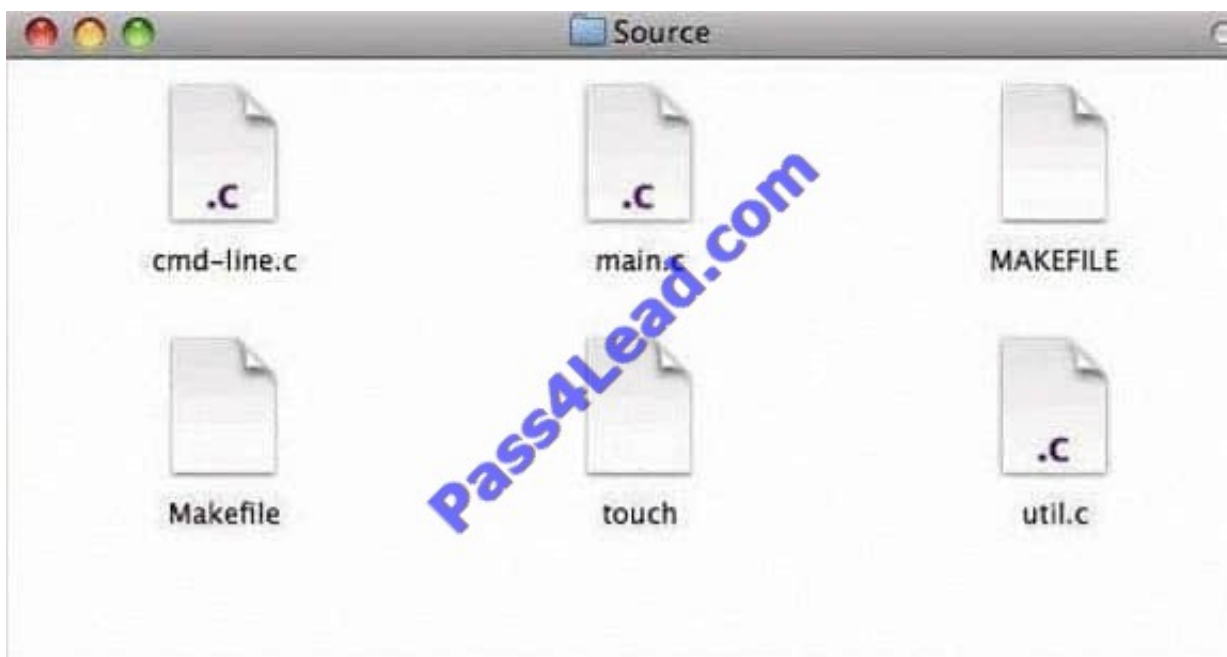 Source
.C
.C
cmd-line.c
main.c
MAKEFILE
.C
Makefile
touch
util.c
Pass4Lead.com